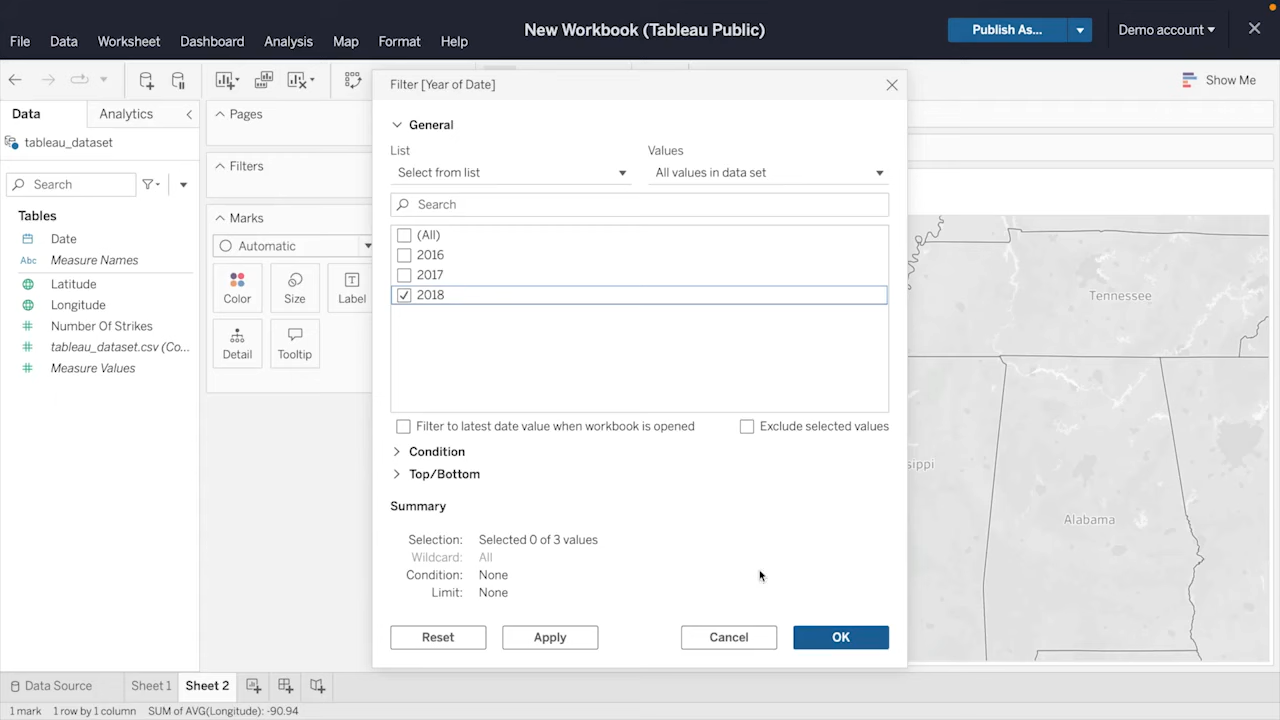 New Workbook (Tableau Public)
Publish As...
Demo account
File Data Worksheet Dashboard Analysis Map Format Help
Show Me
Data Analytics
tableau_dataset
Search
Tables
Date
Abc Measure Names
Latitude
Longitude
Number Of Strikes
tableau_dataset.csv (Co...
Measure Values
Pages
Filters
Marks
Automatic
Color Size Label
Detail Tooltip
Filter [Year of Date]
General
List Values
Select from list All values in data set
Search
(All)
2016
2017
2018
Filter to latest date value when workbook is opened Exclude selected values
Condition
Top/Bottom
Summary
Selection: Selected 0 of 3 values
Wildcard: All
Condition: None
Limit: None
Reset Apply Cancel OK
Tennessee
sippi
Alabama
Data Source Sheet 1 Sheet 2
1 mark 1 row by 1 column SUM of AVG(Longitude): -90.94